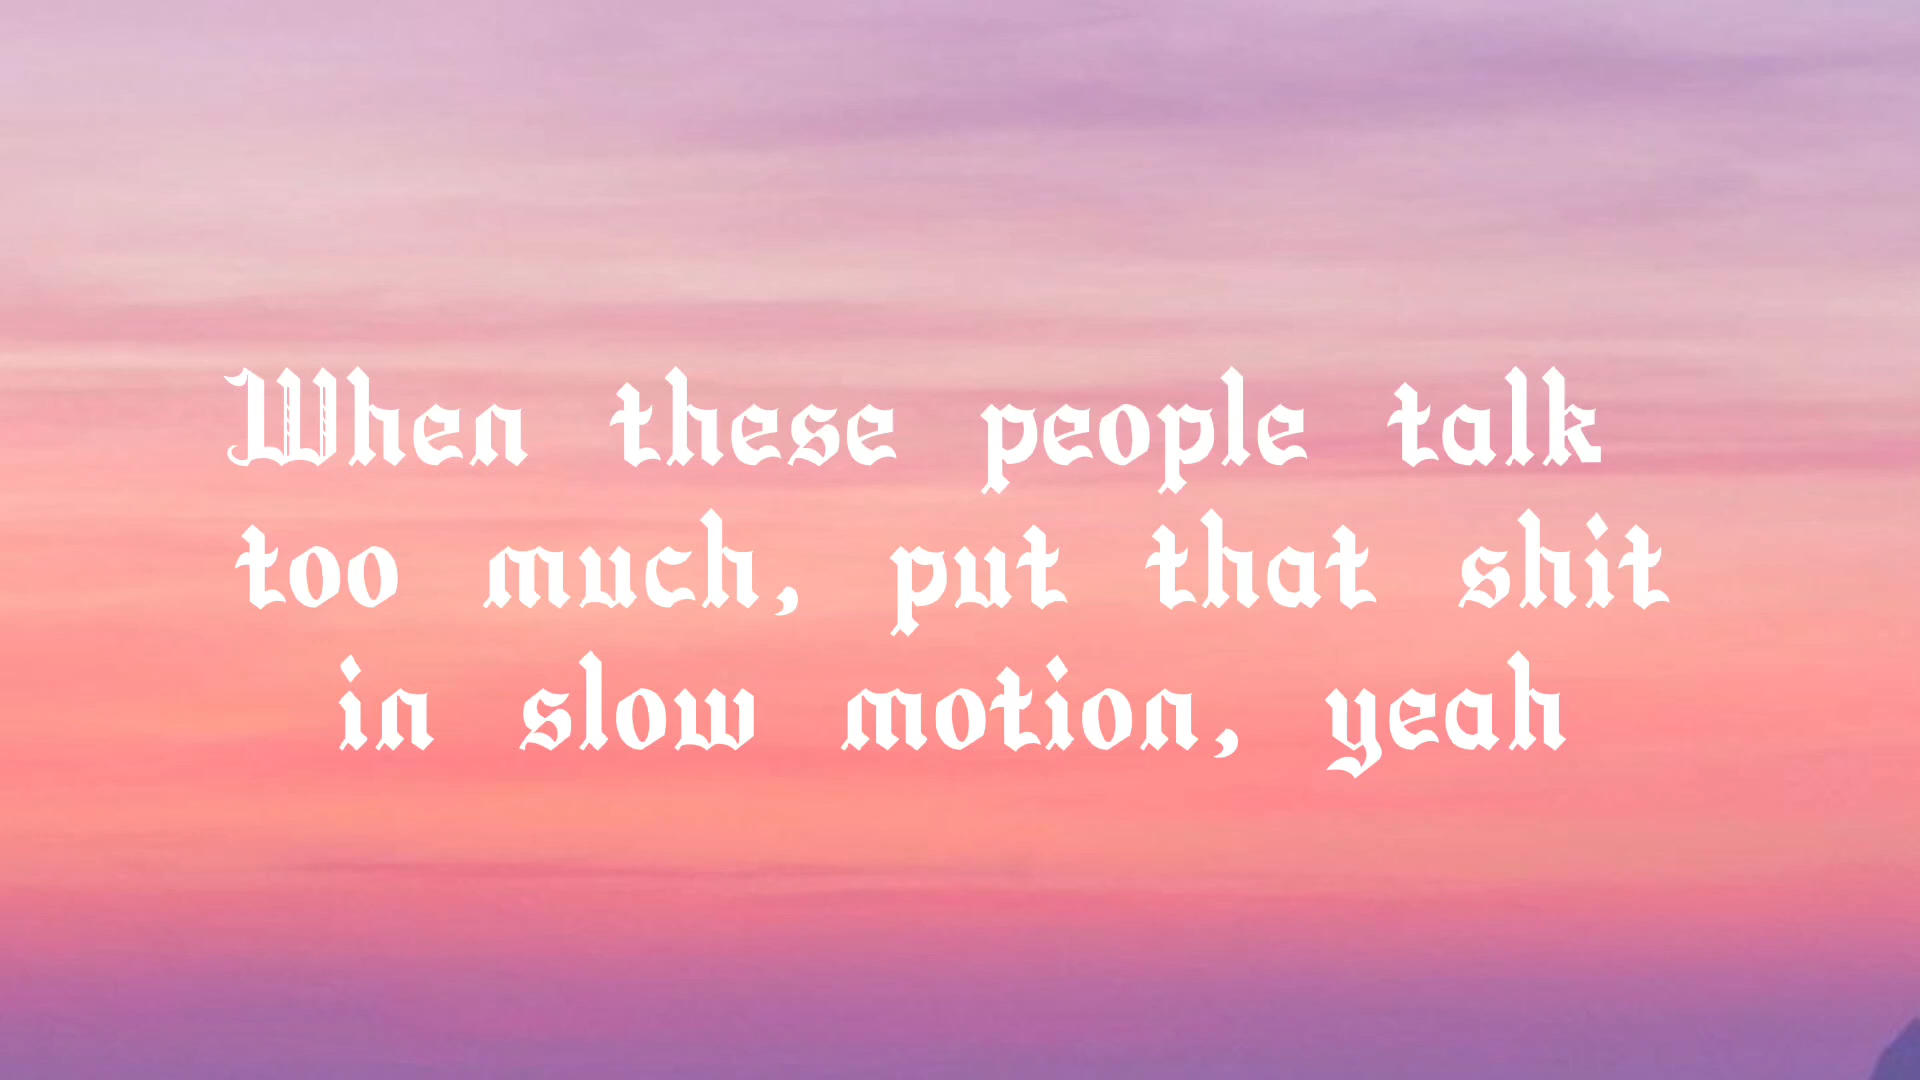 When these people talk
too much, put that shit
in slow motion, yeah